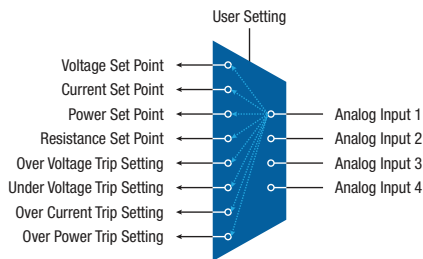 User Setting
Voltage Set Point
Current Set Point
Power Set Point
Resistance Set Point
Over Voltage Trip Setting
Under Voltage Trip Setting
Over Current Trip Setting
Over Power Trip Setting
Analog Input 1
Analog Input 2
Analog Input 3
Analog Input 4